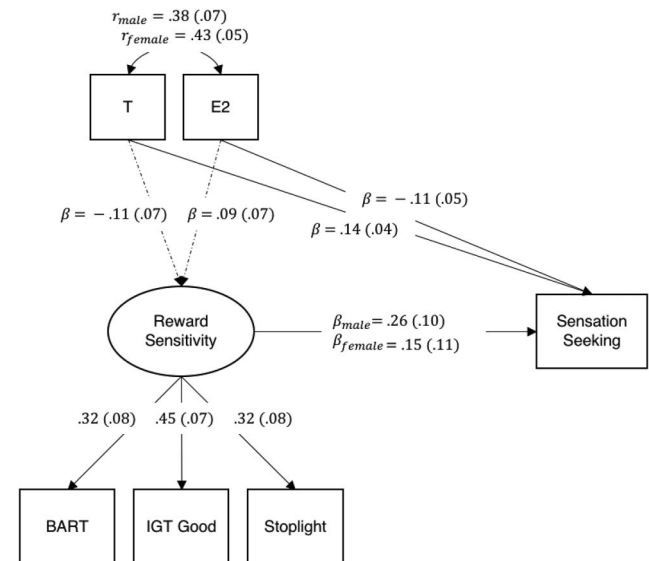 r_male = .38 (.07)
r_female = .43 (.05)
T
E2
β = − .11 (.05)
β = − .11 (.07)
β = .09 (.07)
β = .14 (.04)
Reward
Sensitivity
β_male = .26 (.10)
β_female = .15 (.11)
Sensation
Seeking
.32 (.08)
.45 (.07)
.32 (.08)
BART
IGT Good
Stoplight